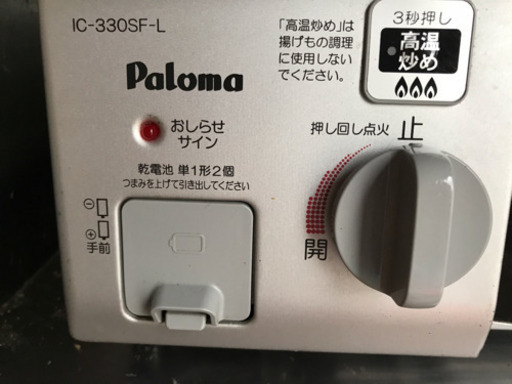 IC-330SF-L
「高温炒め」は
揚げもの調理
に使用しない
でください。
3秒押し
高温
炒め
Paloma
おしらせ
サイン
押し回し点火 止
乾電池 単1形2個
つまみを上げて引き出してください
⊖
⊕
手前
開